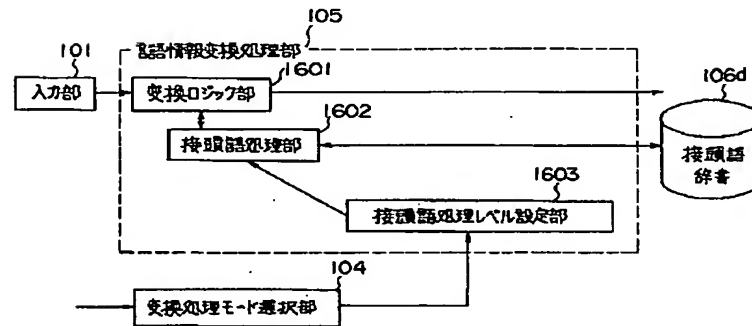 105
言語情報変換処理部
101
1601
106d
入力部
変換ロジック部
1602
接頭語処理部
接頭語
辞書
1603
接頭語処理レベル設定部
104
変換処理モード選択部